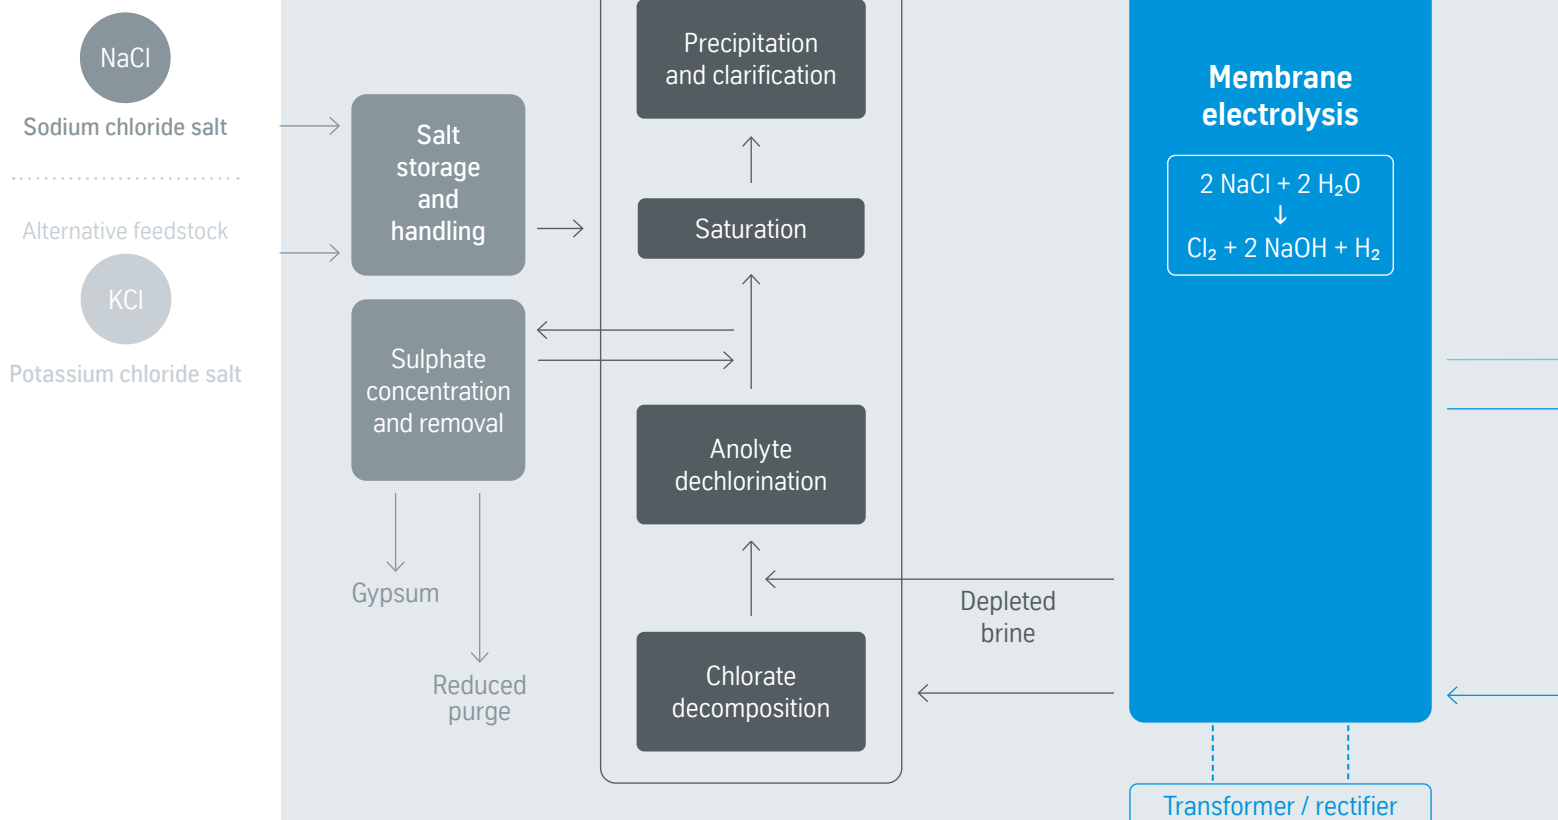 NaCl
Sodium chloride salt
Alternative feedstock
KCl
Potassium chloride salt
Salt
storage
and
handling
Sulphate
concentration
and removal
Gypsum
Reduced
purge
Precipitation
and clarification
Saturation
Anolyte
dechlorination
Chlorate
decomposition
Depleted
brine
Membrane
electrolysis
2 NaCl + 2 H₂O
↓
Cl₂ + 2 NaOH + H₂
Transformer / rectifier